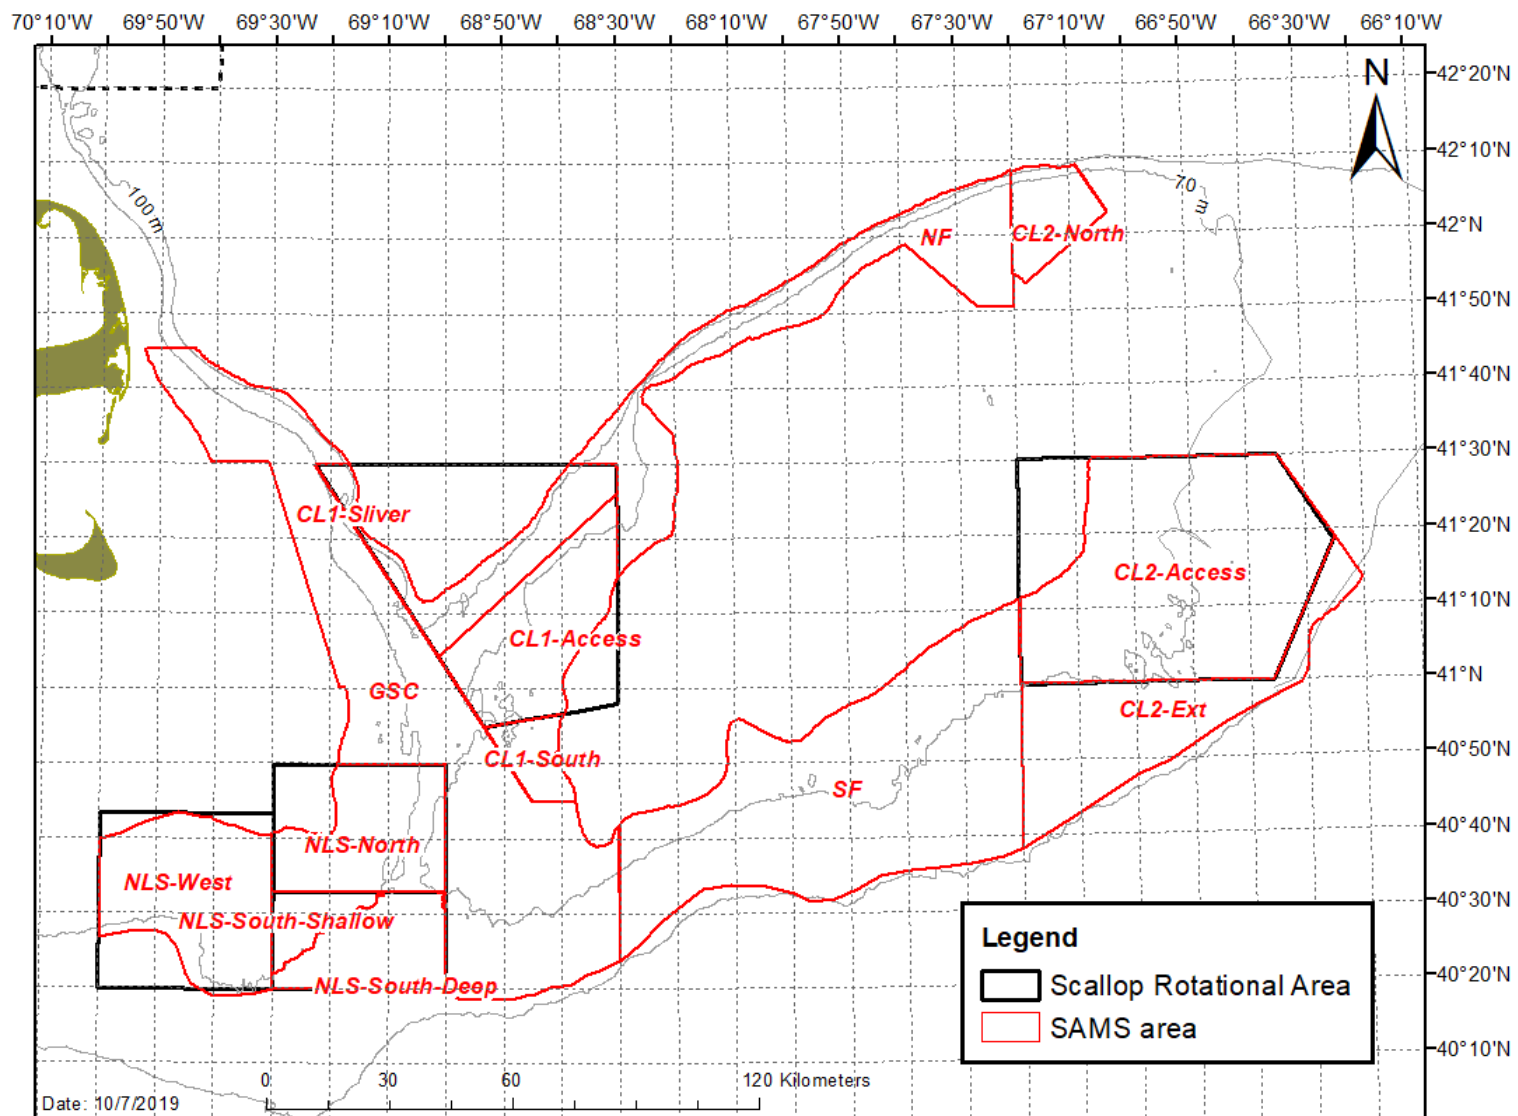 70°10'W 69°50'W 69°30'W 69°10'W 68°50'W 68°30'W 68°10'W 67°50'W 67°30'W 67°10'W 66°50'W 66°30'W 66°10'W
42°20'N
N
42°10'N
70 m
100 m
42°N
NF
CL2-North
41°50'N
41°40'N
41°30'N
CL1-Sliver
41°20'N
CL2-Access
41°10'N
CL1-Access
41°N
GSC
CL2-Ext
40°50'N
CL1-South
SF
40°40'N
NLS-North
NLS-West
40°30'N
NLS-South-Shallow
Legend
40°20'N
NLS-South-Deep
Scallop Rotational Area
SAMS area
40°10'N
0 30 60 120 Kilometers
Date: 10/7/2019